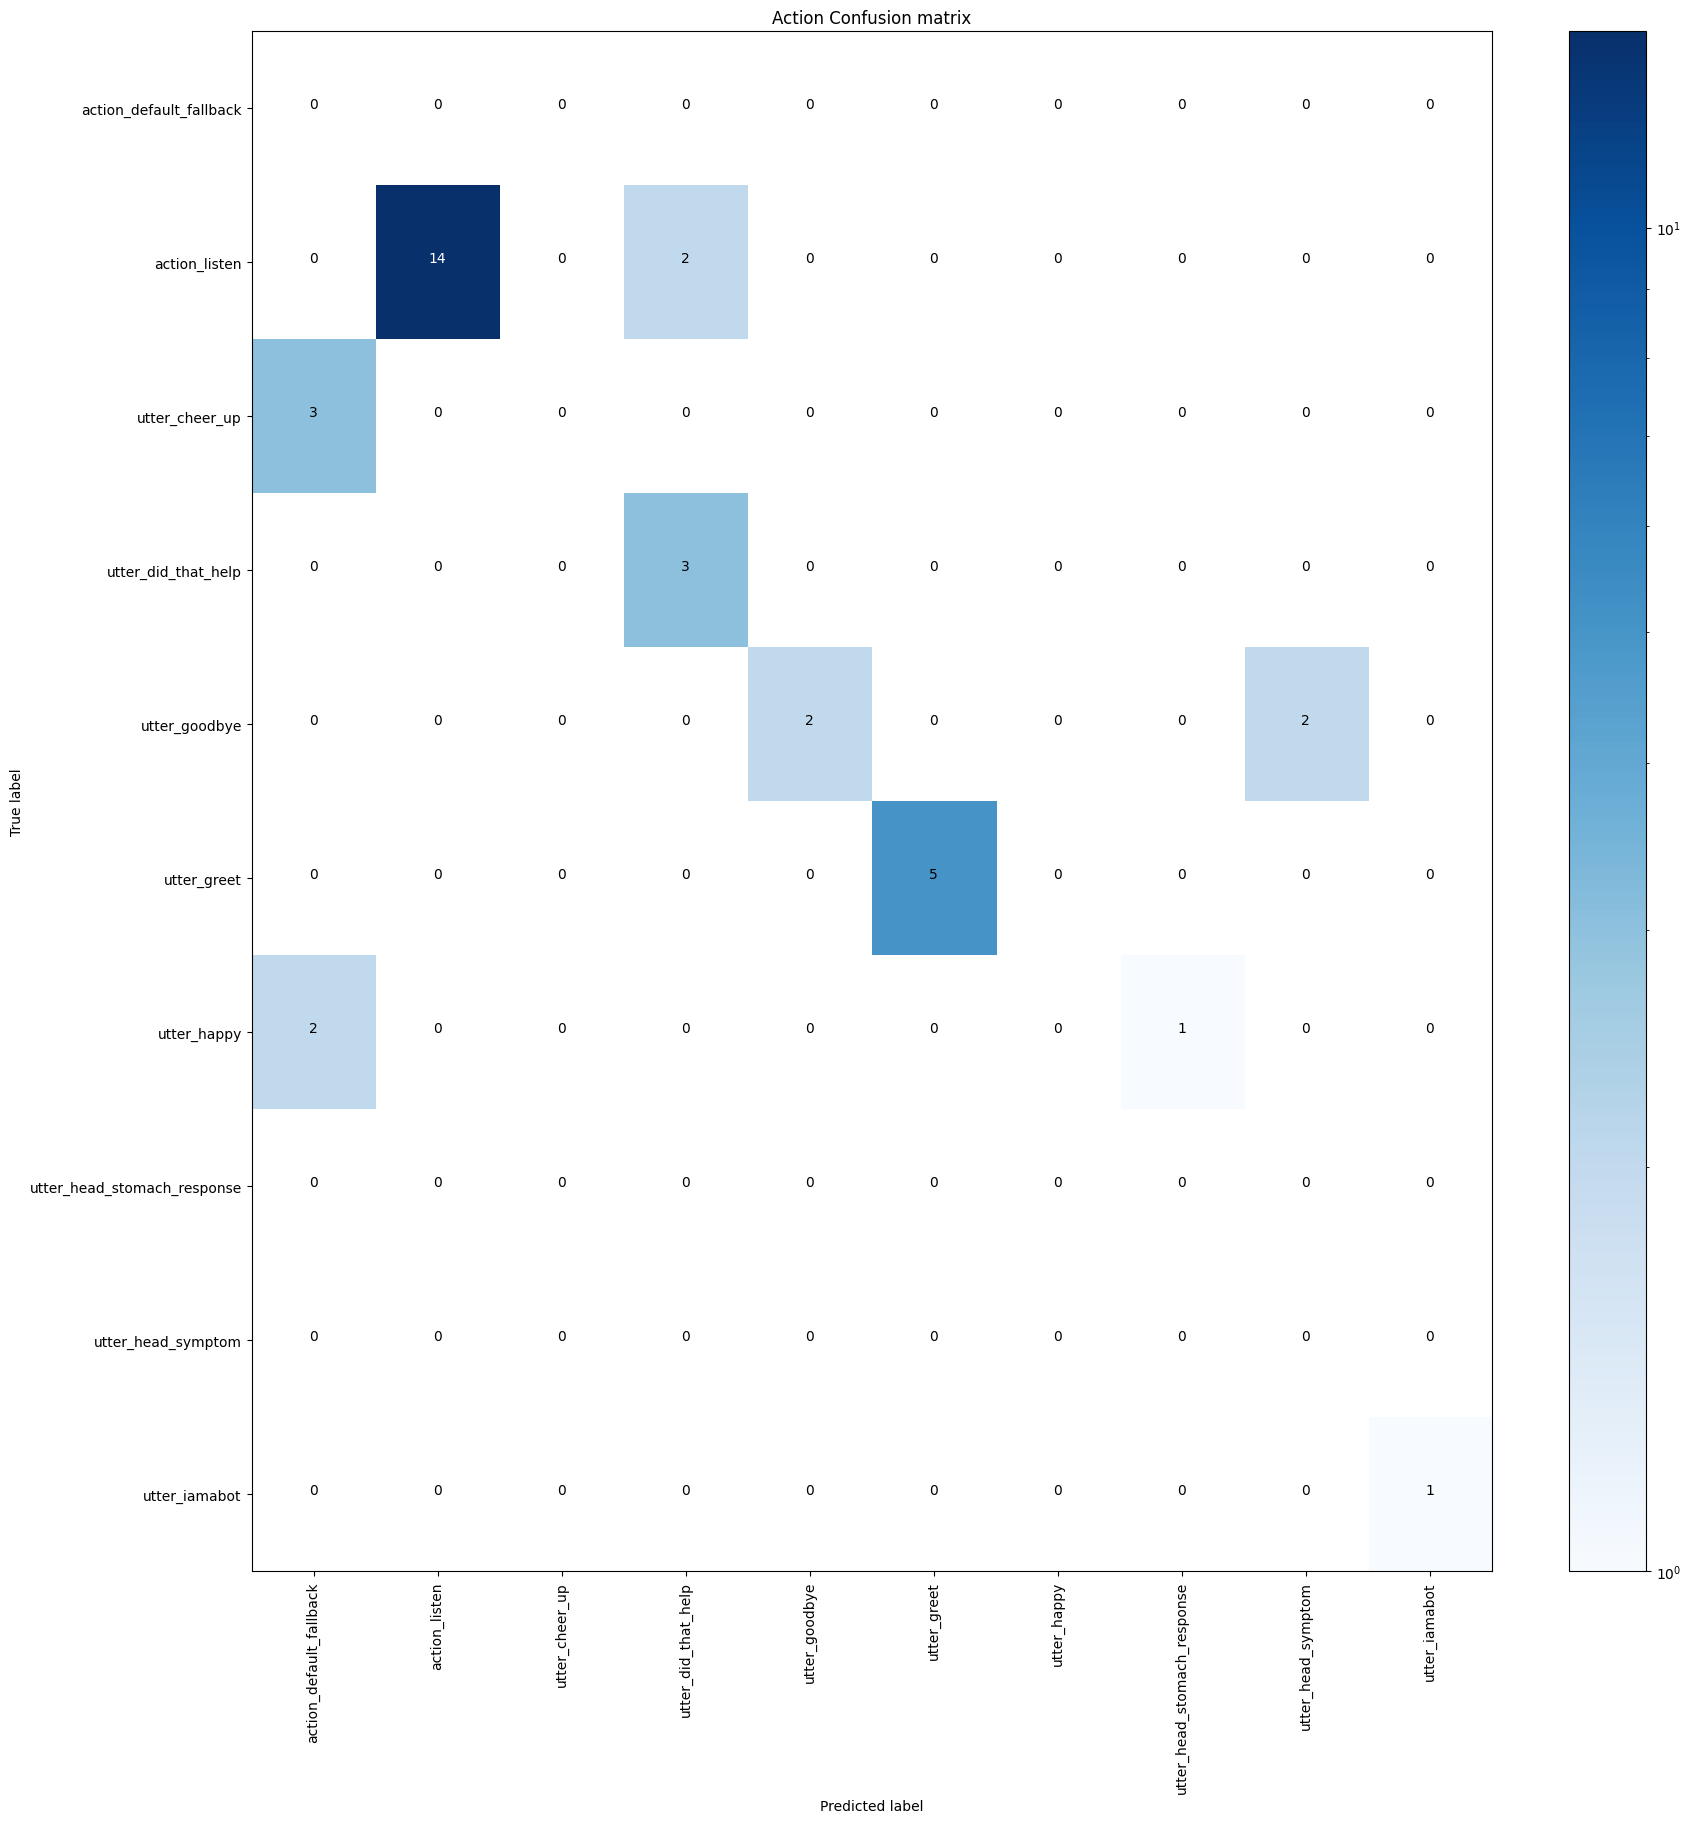 Action Confusion matrix
action_default_fallback 0 0 0 0 0 0 0 0 0 0
action_listen 0 14 0 2 0 0 0 0 0 0
utter_cheer_up 3 0 0 0 0 0 0 0 0 0
utter_did_that_help 0 0 0 3 0 0 0 0 0 0
utter_goodbye 0 0 0 0 2 0 0 0 2 0
utter_greet 0 0 0 0 0 5 0 0 0 0
utter_happy 2 0 0 0 0 0 0 1 0 0
utter_head_stomach_response 0 0 0 0 0 0 0 0 0 0
utter_head_symptom 0 0 0 0 0 0 0 0 0 0
utter_iamabot 0 0 0 0 0 0 0 0 0 1
True label
action_default_fallback
action_listen
utter_cheer_up
utter_did_that_help
utter_goodbye
utter_greet
utter_happy
utter_head_stomach_response
utter_head_symptom
utter_iamabot
Predicted label
10¹
10⁰